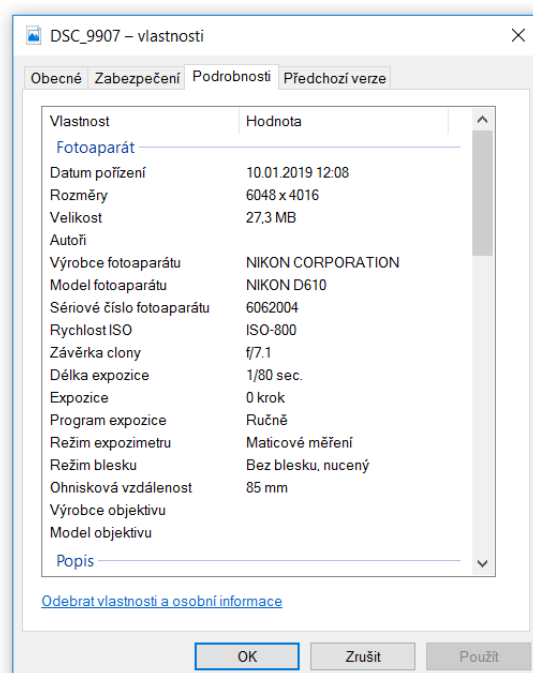 DSC_9907 – vlastnosti
Obecné Zabezpečení Podrobnosti Předchozí verze
Vlastnost Hodnota
Fotoaparát
Datum pořízení 10.01.2019 12:08
Rozměry 6048 x 4016
Velikost 27,3 MB
Autoři
Výrobce fotoaparátu NIKON CORPORATION
Model fotoaparátu NIKON D610
Sériové číslo fotoaparátu 6062004
Rychlost ISO ISO-800
Závěrka clony f/7.1
Délka expozice 1/80 sec.
Expozice 0 krok
Program expozice Ručně
Režim expozimetru Maticové měření
Režim blesku Bez blesku, nucený
Ohnisková vzdálenost 85 mm
Výrobce objektivu
Model objektivu
Popis
Odebrat vlastnosti a osobní informace
OK Zrušit Použít